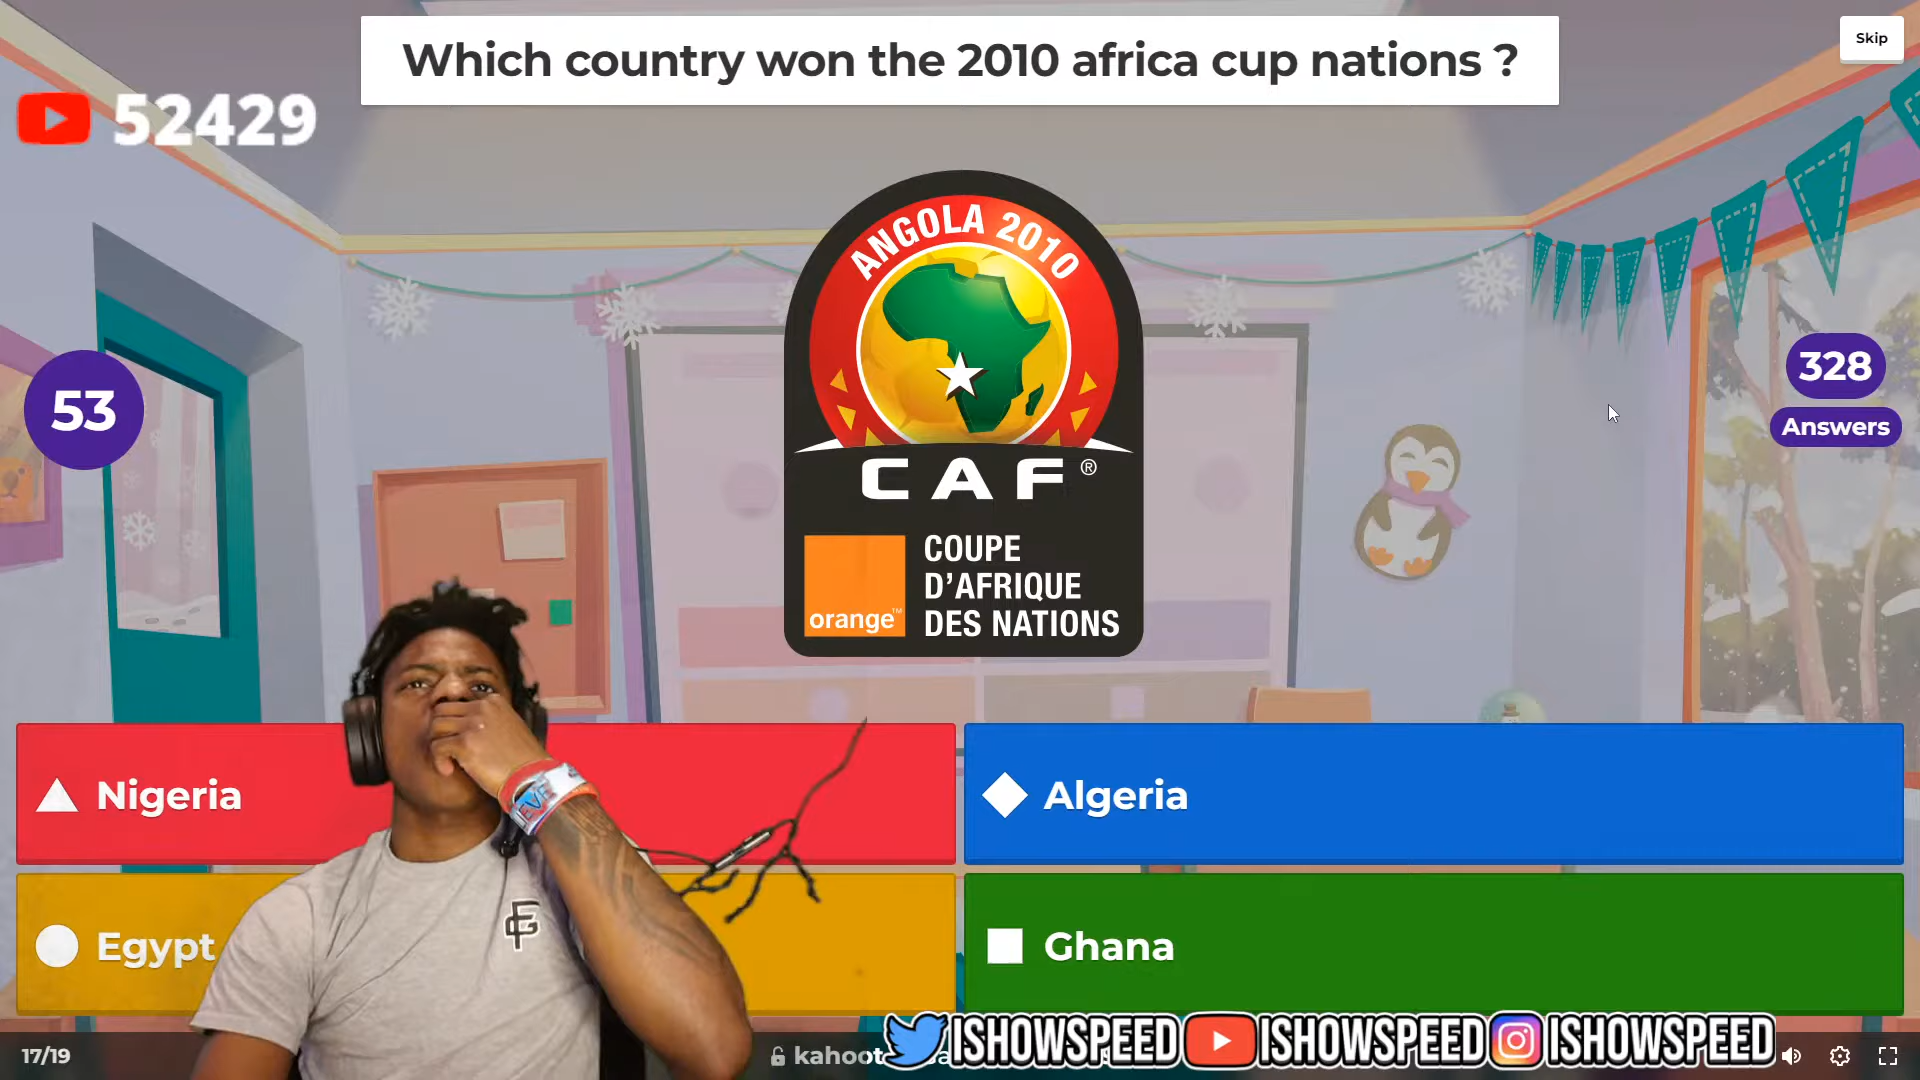 Which country won the 2010 africa cup nations ?
Skip
52429
ANGOLA 2010
53
328
Answers
CAF®
orange™
COUPE
D'AFRIQUE
DES NATIONS
Nigeria
Algeria
Egypt
Ghana
17/19
kahoot
ISHOWSPEED
ISHOWSPEED
ISHOWSPEED